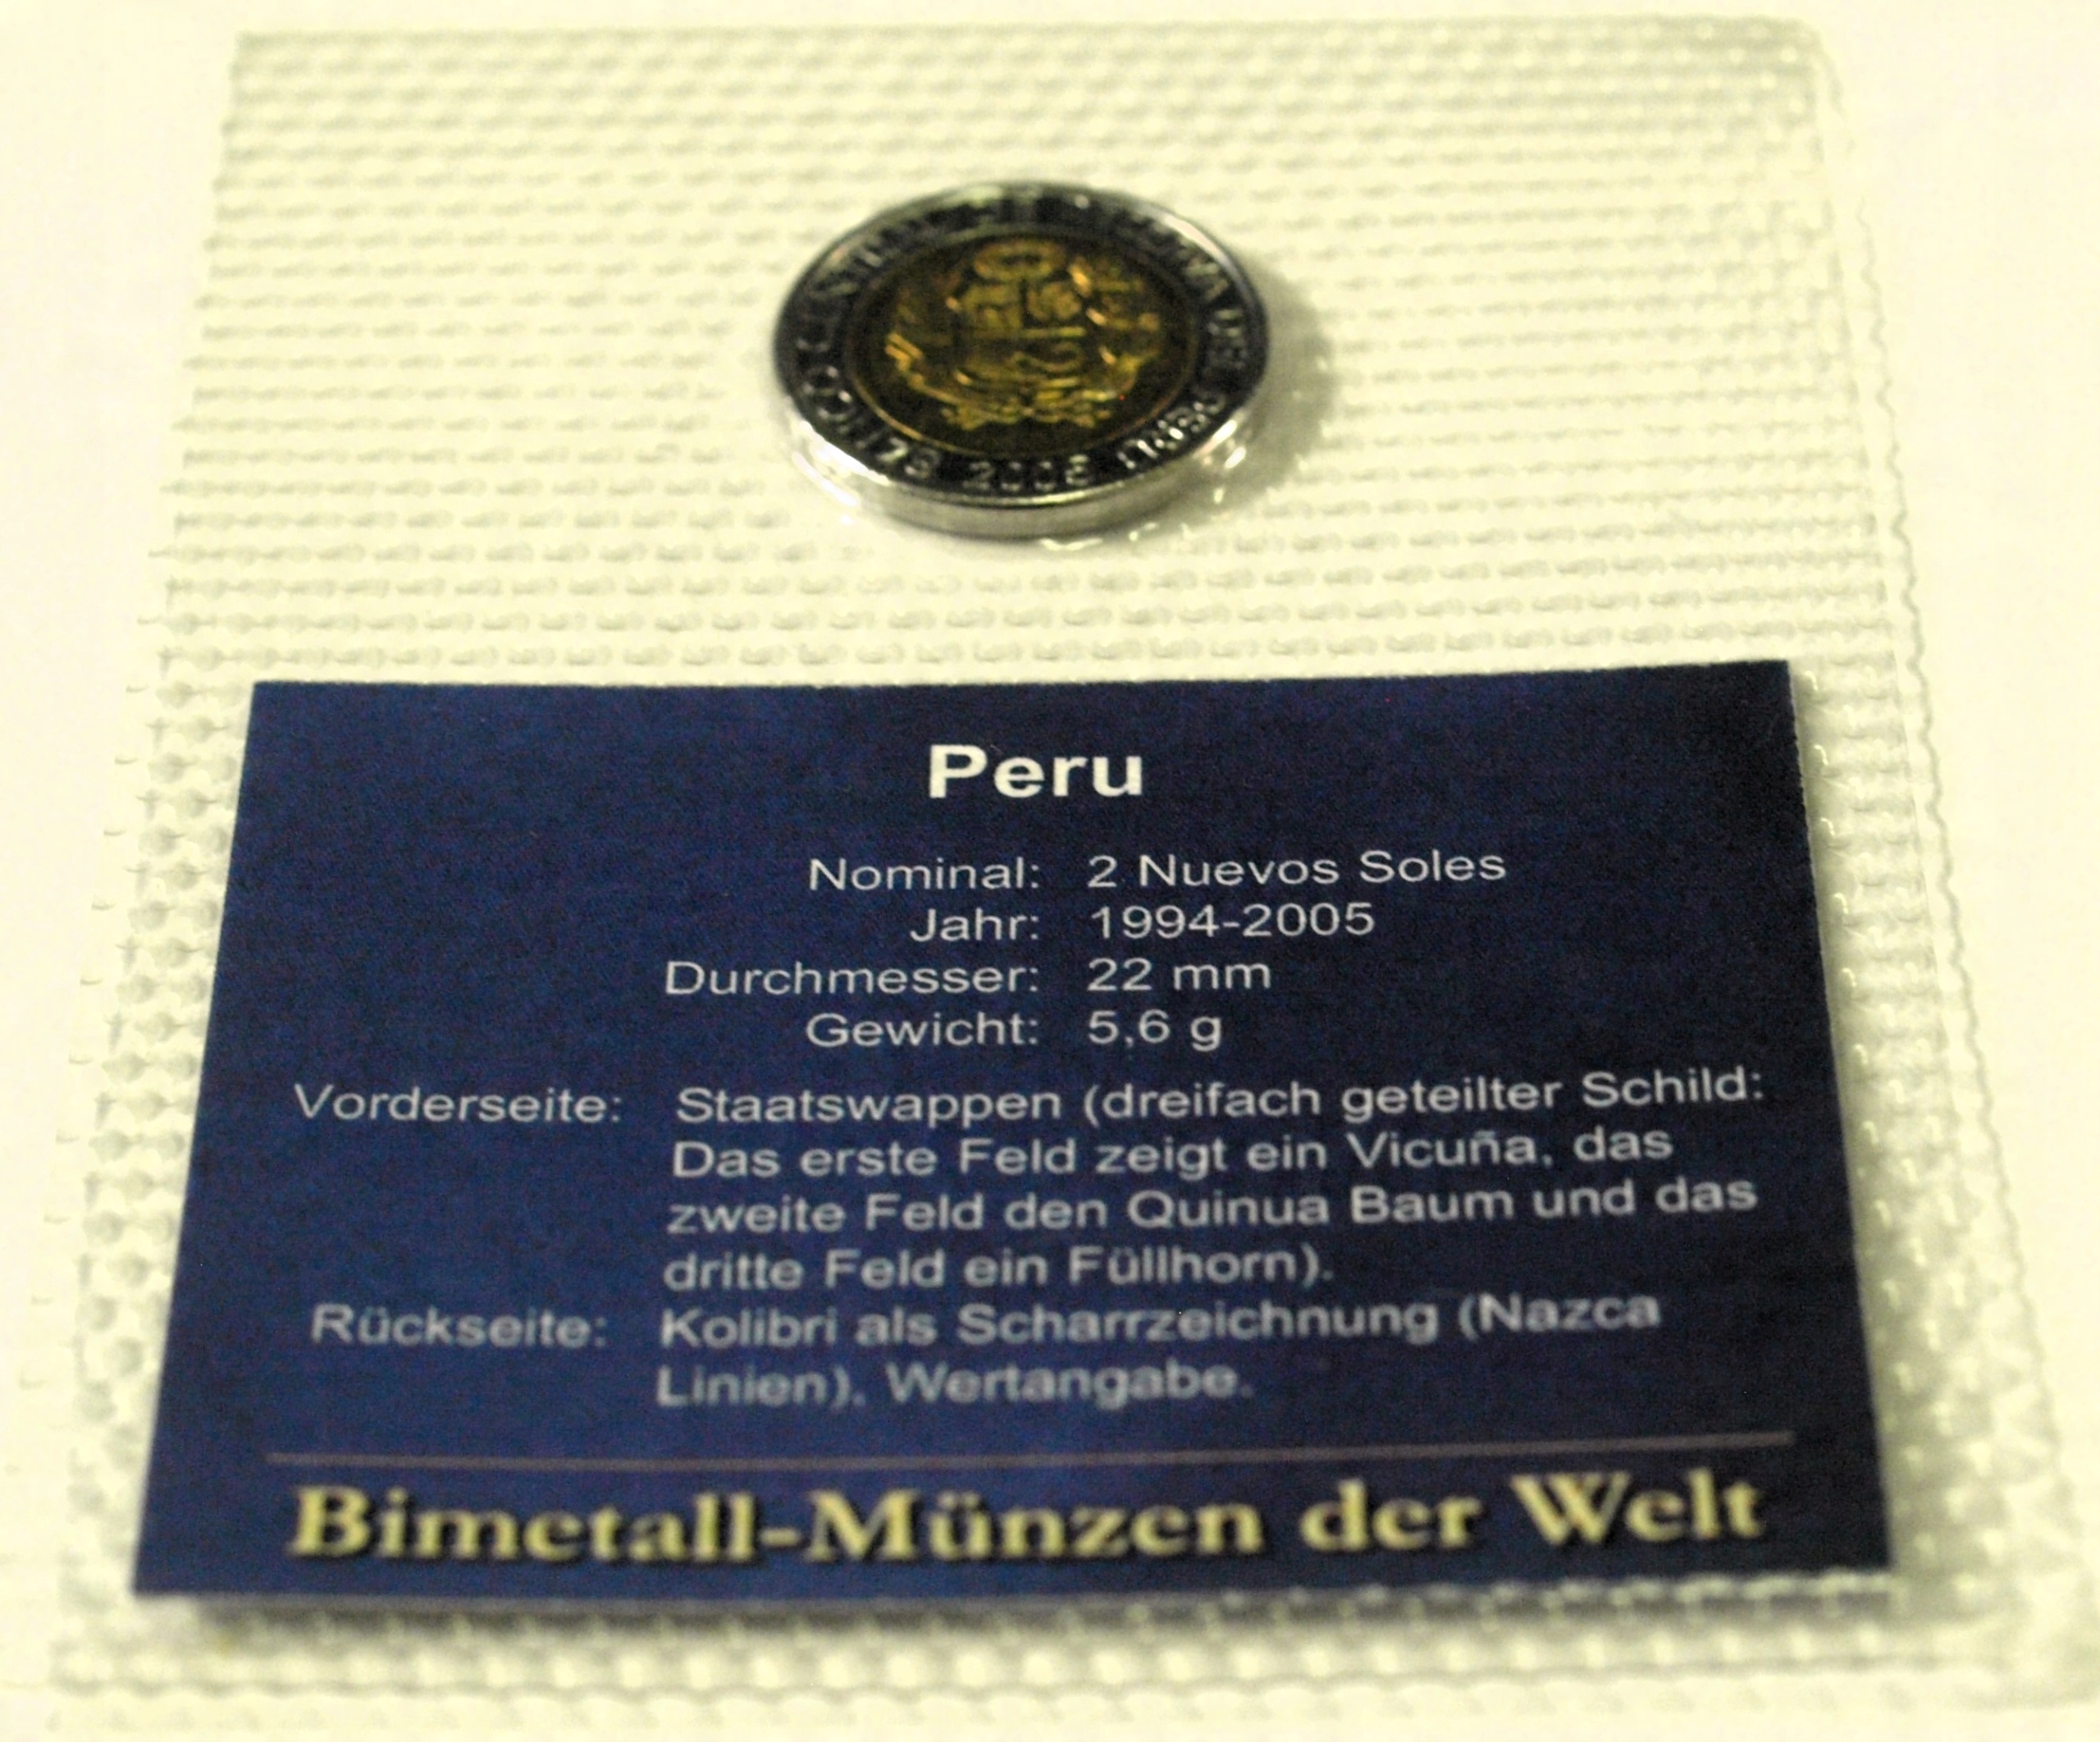 2008
Peru
Nominal: 2 Nuevos Soles
Jahr: 1994-2005
Durchmesser: 22 mm
Gewicht: 5,6 g
Vorderseite: Staatswappen (dreifach geteilter Schild:
Das erste Feld zeigt ein Vicuña, das
zweite Feld den Quinua Baum und das
dritte Feld ein Füllhorn).
Rückseite: Kolibri als Scharrzeichnung (Nazca
Linien), Wertangabe.
Bimetall-Münzen der Welt